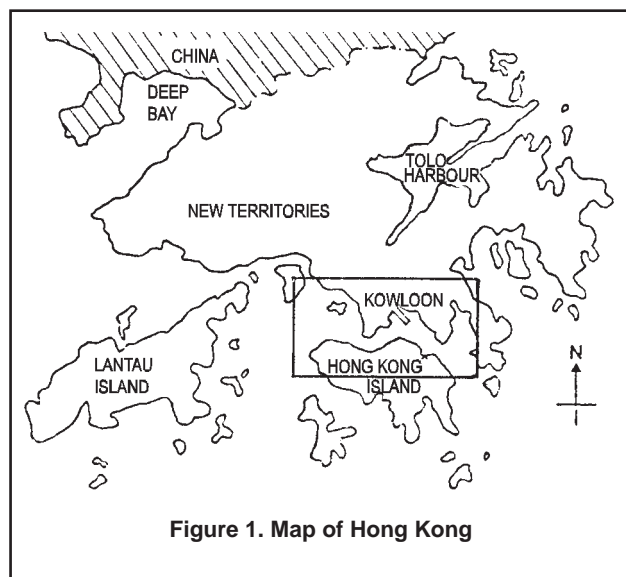 CHINA
DEEP
BAY
TOLO
HARBOUR
NEW TERRITORIES
KOWLOON
LANTAU
ISLAND
HONG KONG
ISLAND
N
Figure 1. Map of Hong Kong